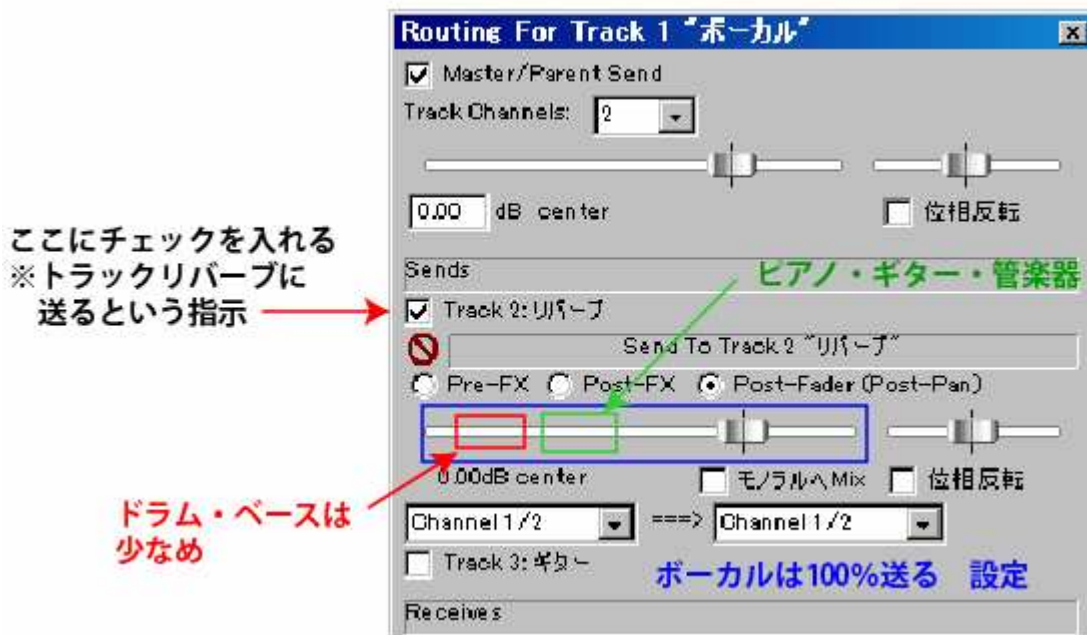 Routing For Track 1 "ボーカル"
Master/Parent Send
Track Channels: 2
0.00 dB center
位相反転
ここにチェックを入れる
※トラックリバーブに
送るという指示
Sends
ピアノ・ギター・管楽器
Track 2: リバーブ
Send To Track 2 "リバーブ"
Pre-FX Post-FX Post-Fader (Post-Pan)
0.00dB center
モノラルへMix
位相反転
ドラム・ベースは
少なめ
Channel 1/2 ===> Channel 1/2
Track 3: ギター
ボーカルは100%送る 設定
Receives